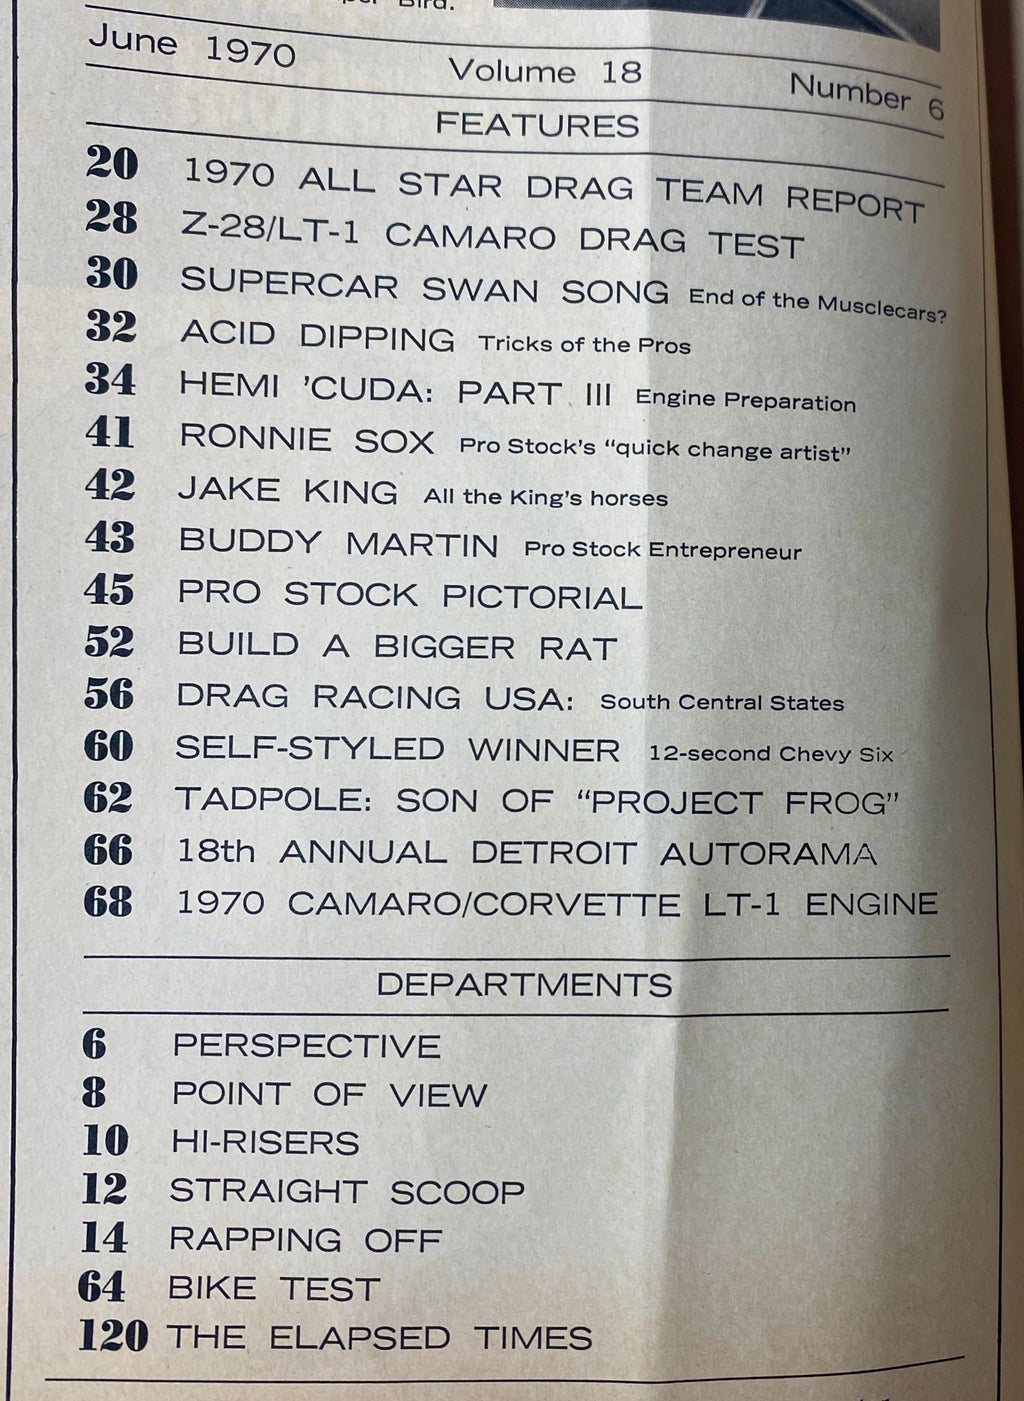 Bird.
June 1970 Volume 18 Number 6
FEATURES
20 1970 ALL STAR DRAG TEAM REPORT
28 Z-28/LT-1 CAMARO DRAG TEST
30 SUPERCAR SWAN SONG End of the Musclecars?
32 ACID DIPPING Tricks of the Pros
34 HEMI 'CUDA: PART III Engine Preparation
41 RONNIE SOX Pro Stock's "quick change artist"
42 JAKE KING All the King's horses
43 BUDDY MARTIN Pro Stock Entrepreneur
45 PRO STOCK PICTORIAL
52 BUILD A BIGGER RAT
56 DRAG RACING USA: South Central States
60 SELF-STYLED WINNER 12-second Chevy Six
62 TADPOLE: SON OF "PROJECT FROG"
66 18th ANNUAL DETROIT AUTORAMA
68 1970 CAMARO/CORVETTE LT-1 ENGINE
DEPARTMENTS
6 PERSPECTIVE
8 POINT OF VIEW
10 HI-RISERS
12 STRAIGHT SCOOP
14 RAPPING OFF
64 BIKE TEST
120 THE ELAPSED TIMES